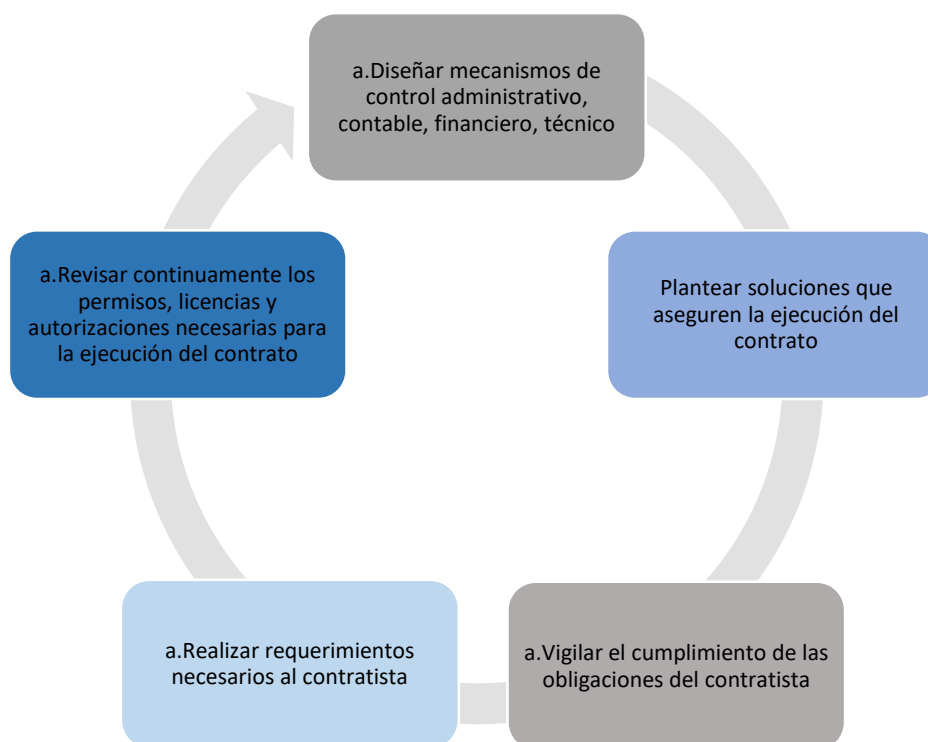 a.Diseñar mecanismos de
control administrativo,
contable, financiero, técnico
Plantear soluciones que
aseguren la ejecución del
contrato
a.Vigilar el cumplimiento de las
obligaciones del contratista
a.Realizar requerimientos
necesarios al contratista
a.Revisar continuamente los
permisos, licencias y
autorizaciones necesarias para
la ejecución del contrato